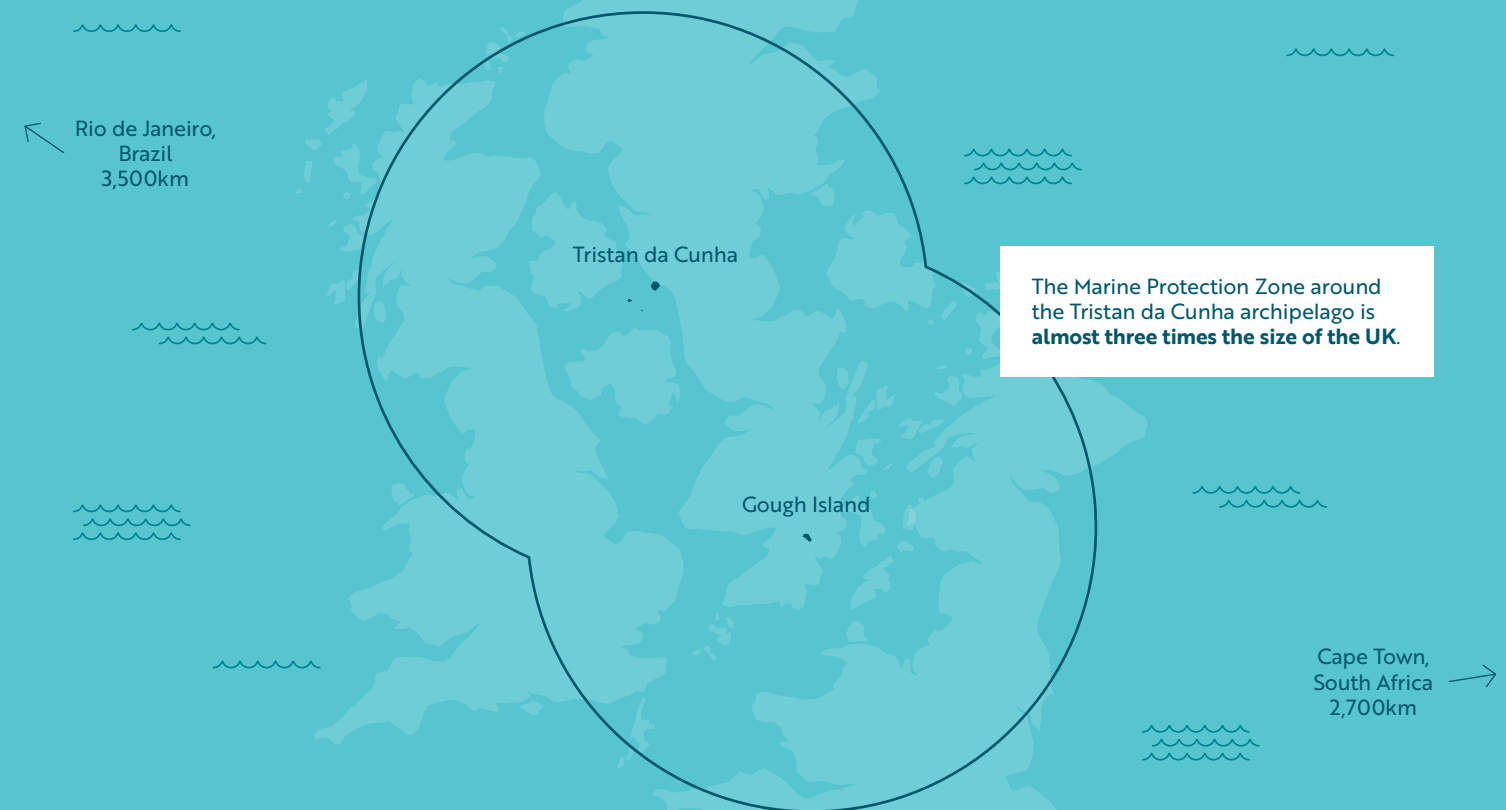 Rio de Janeiro,
Brazil
3,500km
Tristan da Cunha
The Marine Protection Zone around
the Tristan da Cunha archipelago is
almost three times the size of the UK.
Gough Island
Cape Town,
South Africa
2,700km